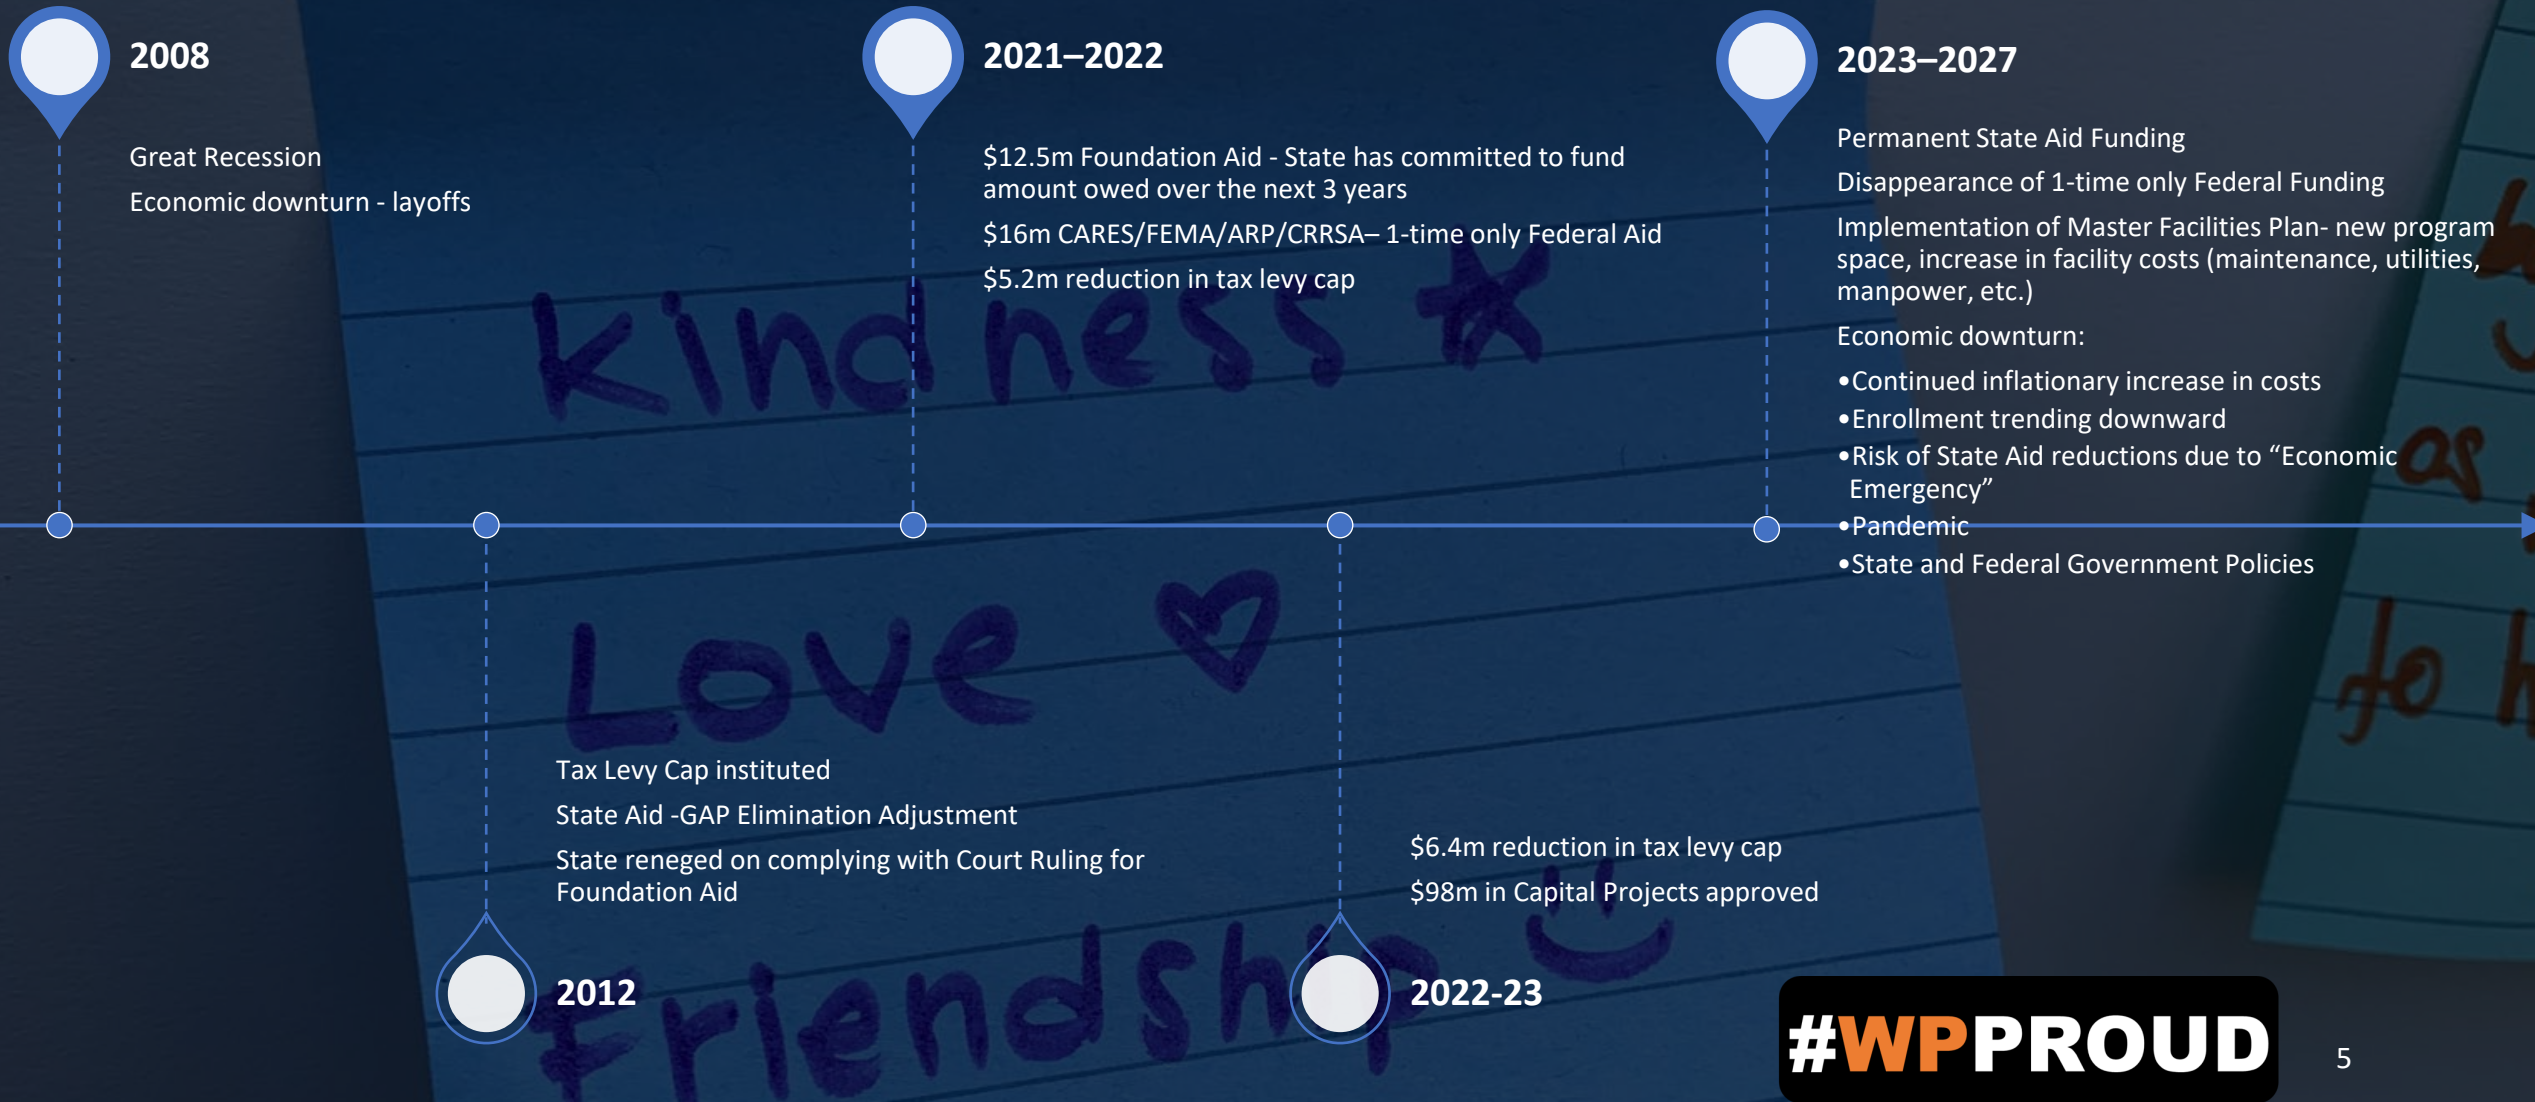 2008
Great Recession
Economic downturn - layoffs
2021–2022
$12.5m Foundation Aid - State has committed to fund
amount owed over the next 3 years
$16m CARES/FEMA/ARP/CRRSA– 1-time only Federal Aid
$5.2m reduction in tax levy cap
2023–2027
Permanent State Aid Funding
Disappearance of 1-time only Federal Funding
Implementation of Master Facilities Plan- new program
space, increase in facility costs (maintenance, utilities,
manpower, etc.)
Economic downturn:
•Continued inflationary increase in costs
•Enrollment trending downward
•Risk of State Aid reductions due to “Economic
Emergency”
•Pandemic
•State and Federal Government Policies
Kindness
Love
Friendship
as
to
Tax Levy Cap instituted
State Aid -GAP Elimination Adjustment
State reneged on complying with Court Ruling for
Foundation Aid
2012
$6.4m reduction in tax levy cap
$98m in Capital Projects approved
2022-23
#WPPROUD
5